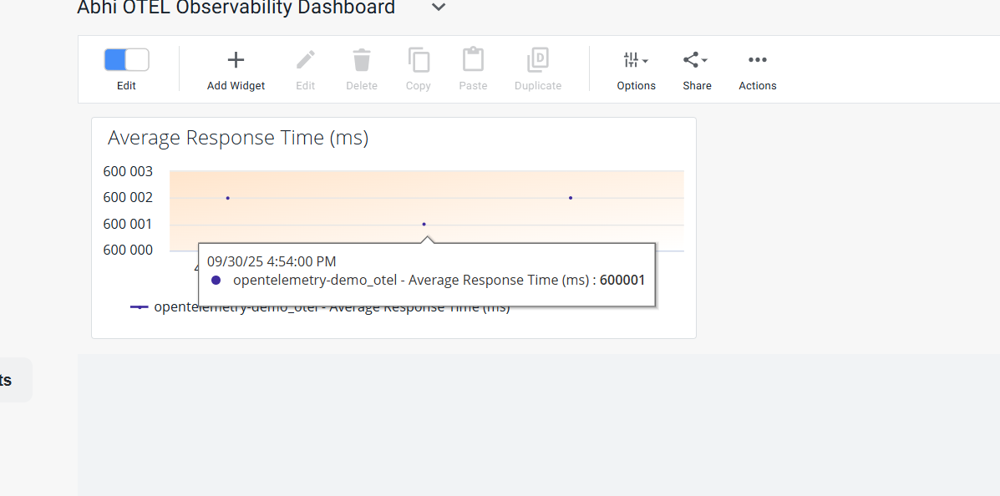 Abhi OTEL Observability Dashboard
Edit
Add Widget
Edit
Delete
Copy
Paste
Duplicate
Options
Share
Actions
Average Response Time (ms)
600 003
600 002
600 001
600 000
09/30/25 4:54:00 PM
opentelemetry-demo_otel - Average Response Time (ms) : 600001
opentelemetry-demo_otel - Average Response Time (ms)
ts